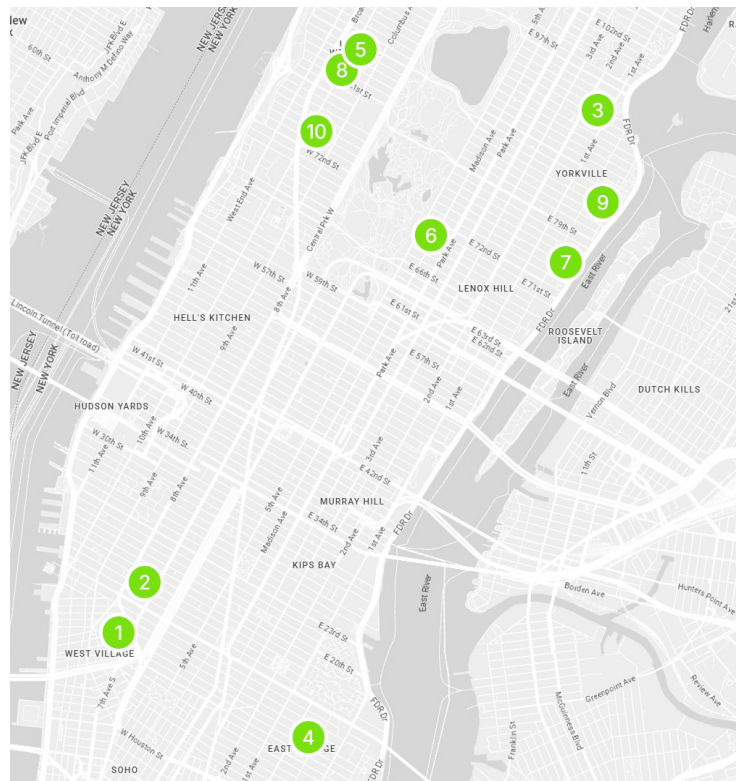 Broa
5th Ave
E 102nd St
Harlem
lew
60th St
JFK Blvd E
Anthony M Defino Way
NEW JERSEY
NEW YORK
Columbus A
E 97th St
3rd Ave
2nd Ave
1st Ave
5
8
1st St
Park Ave
Port Imperial Blvd
JFK Blvd E
10
3
FDR Dr
W 72nd St
Madison Ave
Park Ave
1st Ave
YORKVILLE
West End Ave
NEW JERSEY
NEW YORK
9
Central Prk W
6
E 79th St
Park Ave
E 72nd St
7
11th Ave
W 57th St
W 59th St
E 66th St
E 71st St
East River
LENOX HILL
8th Ave
E 61st St
FDR Dr
21st
HELL'S KITCHEN
9th Ave
E 63rd St
E 62nd St
ROOSEVELT
ISLAND
Lincoln Tunnel (Toll road)
W 41st St
E 57th St
Park Ave
East River
NEW JERSEY
NEW YORK
W 40th St
2nd Ave
1st Ave
Vernon Blvd
DUTCH KILLS
HUDSON YARDS
10th Ave
W 34th St
W 30th St
11th Ave
3rd Ave
11th St
9th Ave
8th Ave
E 42nd St
5th Ave
MURRAY HILL
Madison Ave
E 34th St
2nd Ave
1st Ave
FDR Dr
KIPS BAY
2
East River
Borden Ave
Hunters Point Ave
1
WEST VILLAGE
E 23rd St
5th Ave
E 20th St
Greenpoint Ave
Review Ave
7th Ave S
FDR Dr
McGuinness Blvd
Franklin St
W Houston St
4
EAST
GE
2nd Ave
1st Ave
SOHO
FDR Dr